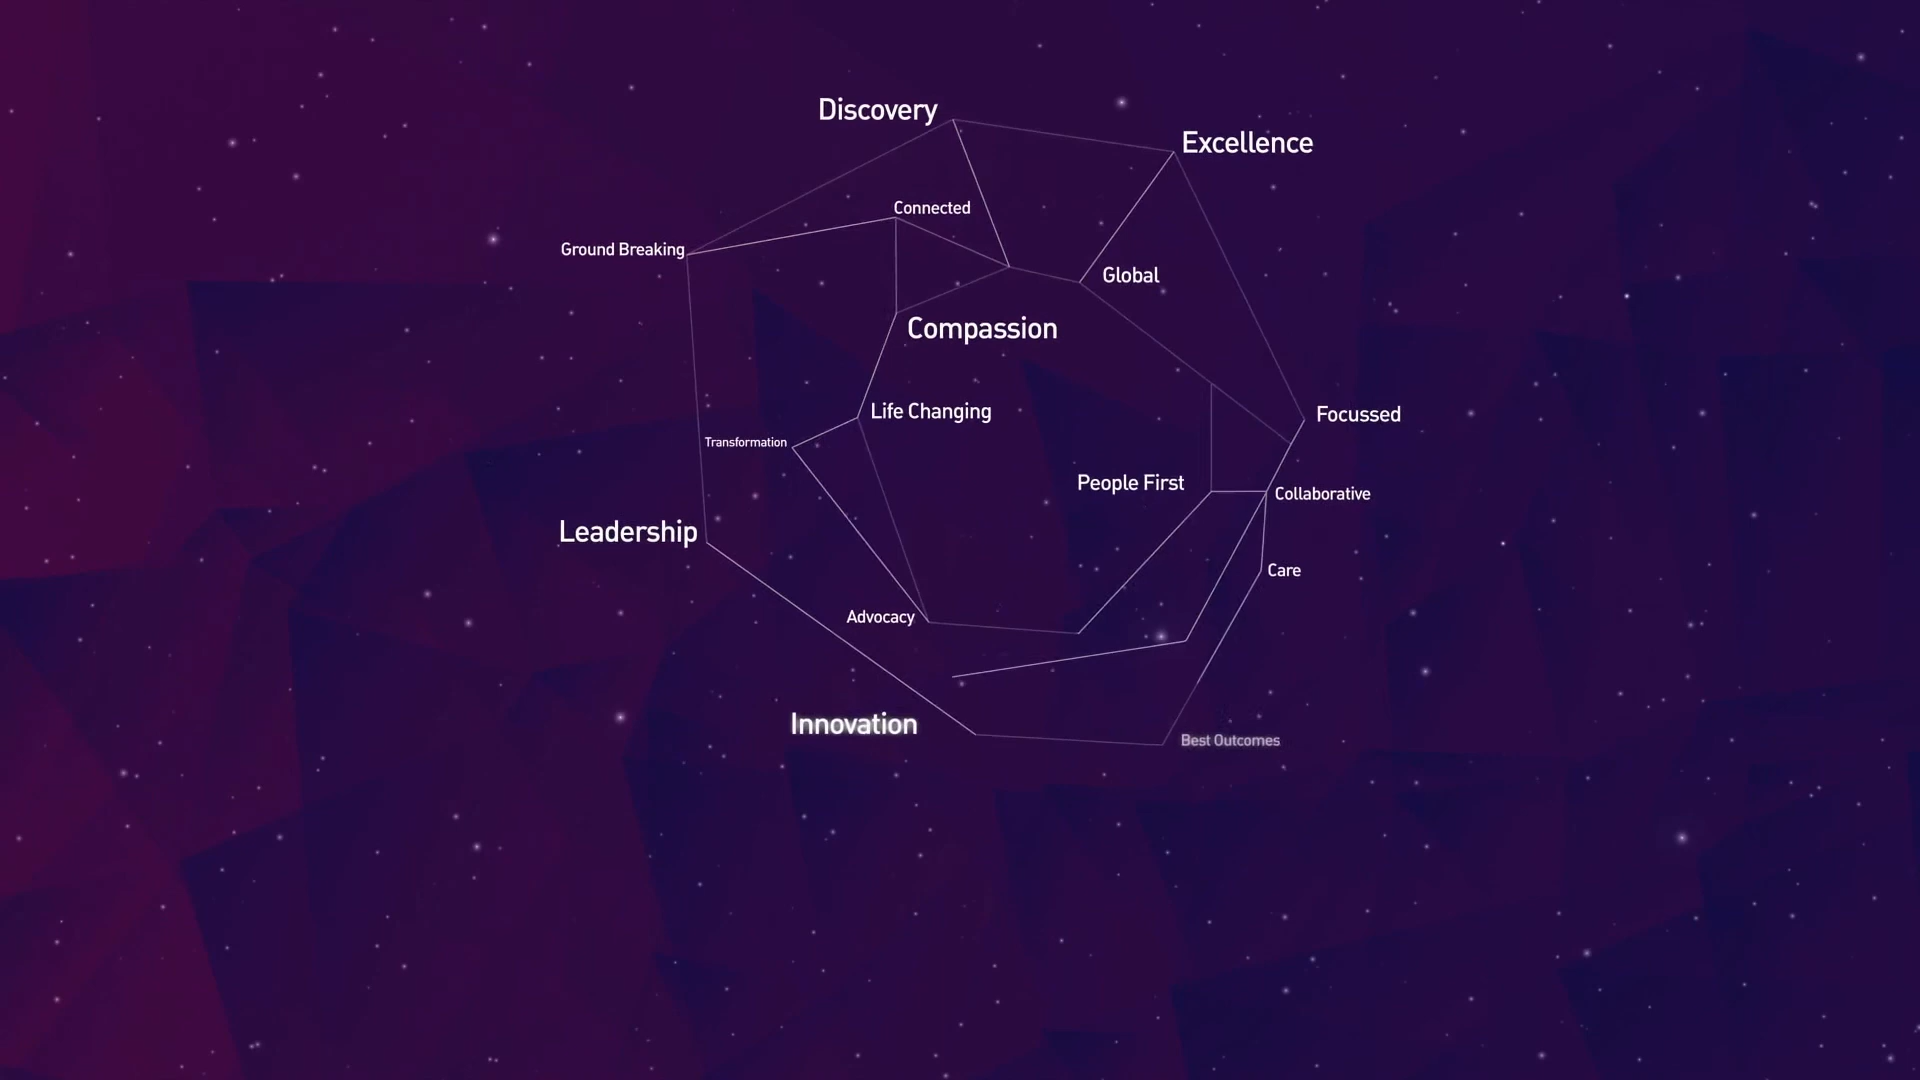 Discovery
Excellence
Connected
Ground Breaking
Global
Compassion
Life Changing
Focussed
Transformation
People First
Collaborative
Leadership
Care
Advocacy
Innovation
Best Outcomes